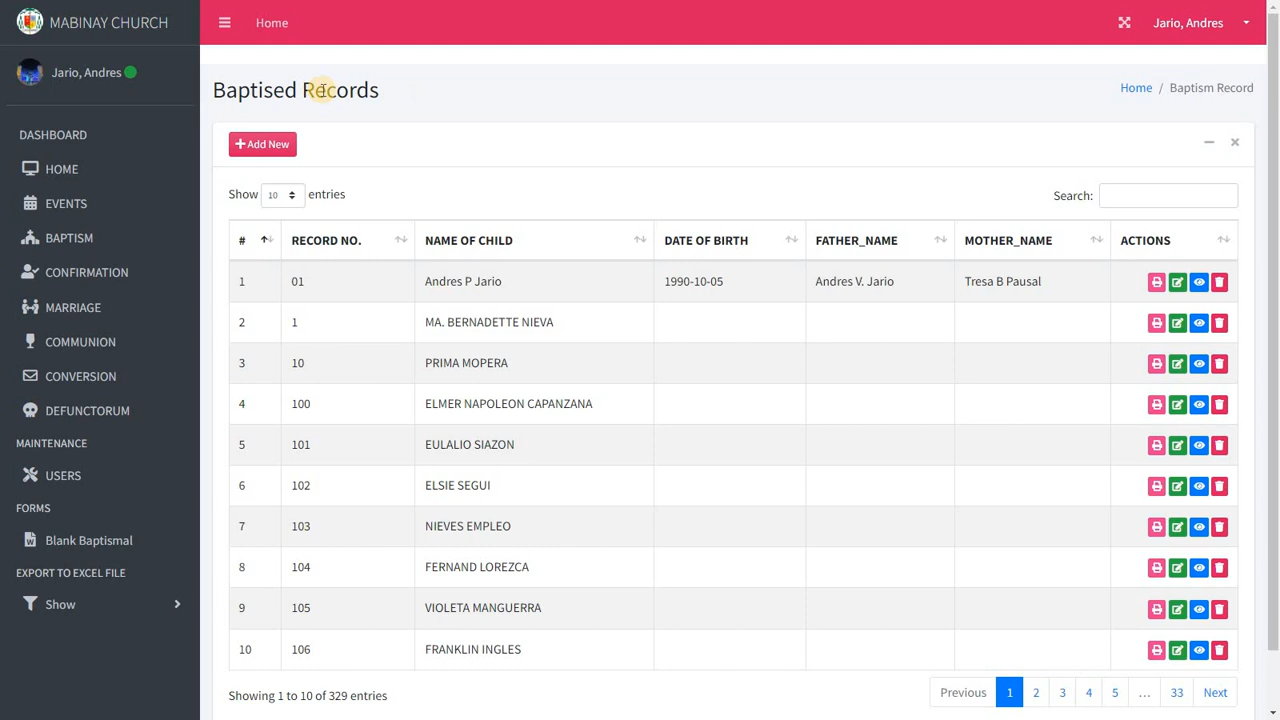 MABINAY CHURCH
Home
Jario, Andres
Jario, Andres
DASHBOARD
HOME
EVENTS
BAPTISM
CONFIRMATION
MARRIAGE
COMMUNION
CONVERSION
DEFUNCTORUM
MAINTENANCE
USERS
FORMS
Blank Baptismal
EXPORT TO EXCEL FILE
Show
Baptised Records
Home / Baptism Record
Add New
Show 10 entries
Search:
# RECORD NO. NAME OF CHILD DATE OF BIRTH FATHER_NAME MOTHER_NAME ACTIONS
1 01 Andres P Jario 1990-10-05 Andres V. Jario Tresa B Pausal
2 1 MA. BERNADETTE NIEVA
3 10 PRIMA MOPERA
4 100 ELMER NAPOLEON CAPANZANA
5 101 EULALIO SIAZON
6 102 ELSIE SEGUI
7 103 NIEVES EMPLEO
8 104 FERNAND LOREZCA
9 105 VIOLETA MANGUERRA
10 106 FRANKLIN INGLES
Showing 1 to 10 of 329 entries
Previous 1 2 3 4 5 … 33 Next